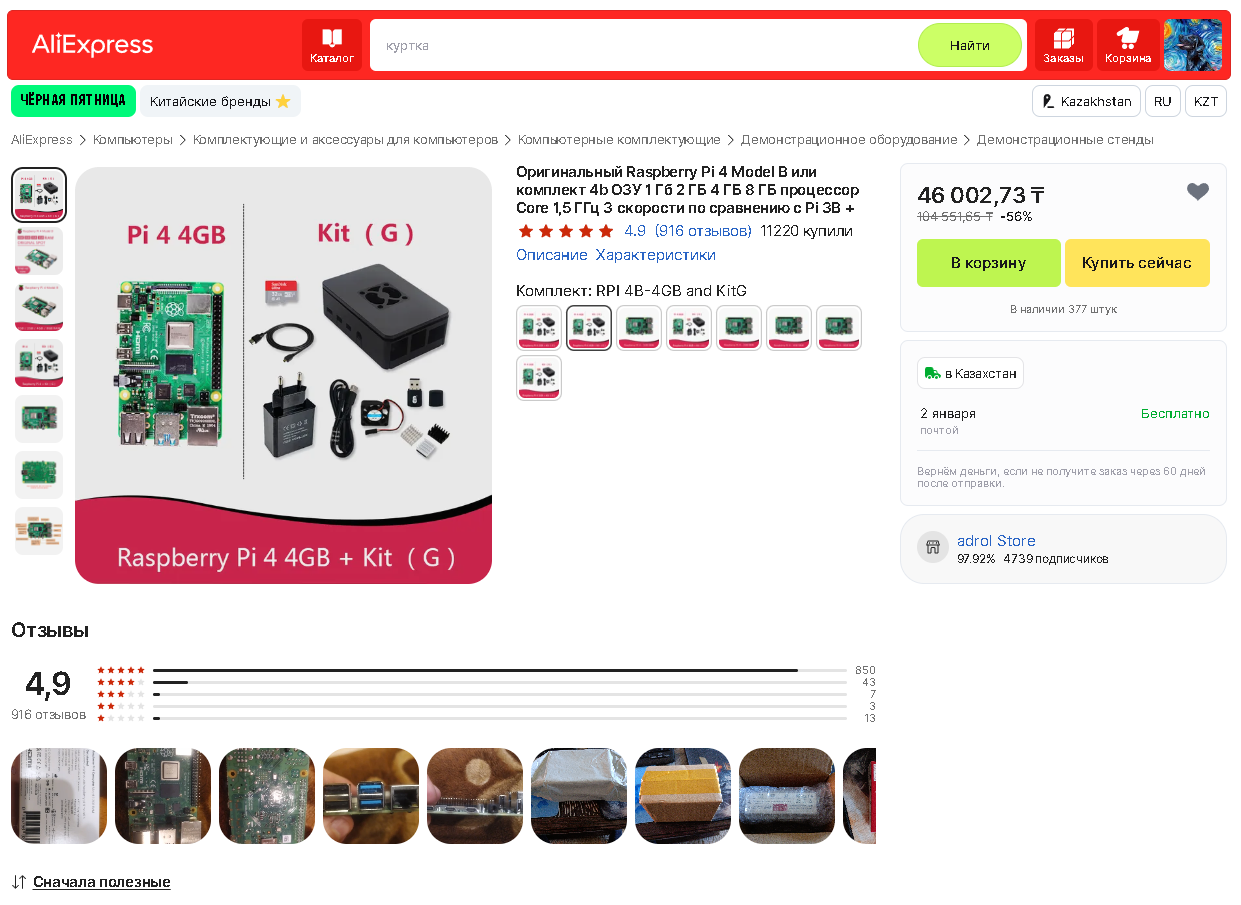 AliExpress
Каталог
куртка
Найти
Заказы
Корзина
ЧЁРНАЯ ПЯТНИЦА
Китайские бренды
Kazakhstan
RU
KZT
AliExpress > Компьютеры > Комплектующие и аксессуары для компьютеров > Компьютерные комплектующие > Демонстрационное оборудование > Демонстрационные стенды
Pi 4 4GB
Kit ( G )
Raspberry Pi 4 4GB + Kit ( G )
Оригинальный Raspberry Pi 4 Model B или
комплект 4b ОЗУ 1 Гб 2 ГБ 4 ГБ 8 ГБ процессор
Core 1,5 ГГц 3 скорости по сравнению с Pi 3B +
4.9 (916 отзывов) 11220 купили
Описание Характеристики
Комплект: RPI 4B-4GB and KitG
46 002,73 ₸
104 551,65 ₸ -56%
В корзину
Купить сейчас
В наличии 377 штук
в Казахстан
2 января
Бесплатно
почтой
Вернём деньги, если не получите заказ через 60 дней
после отправки.
adrol Store
97.92% 4739 подписчиков
Отзывы
4,9
916 отзывов
850
43
7
3
13
Сначала полезные